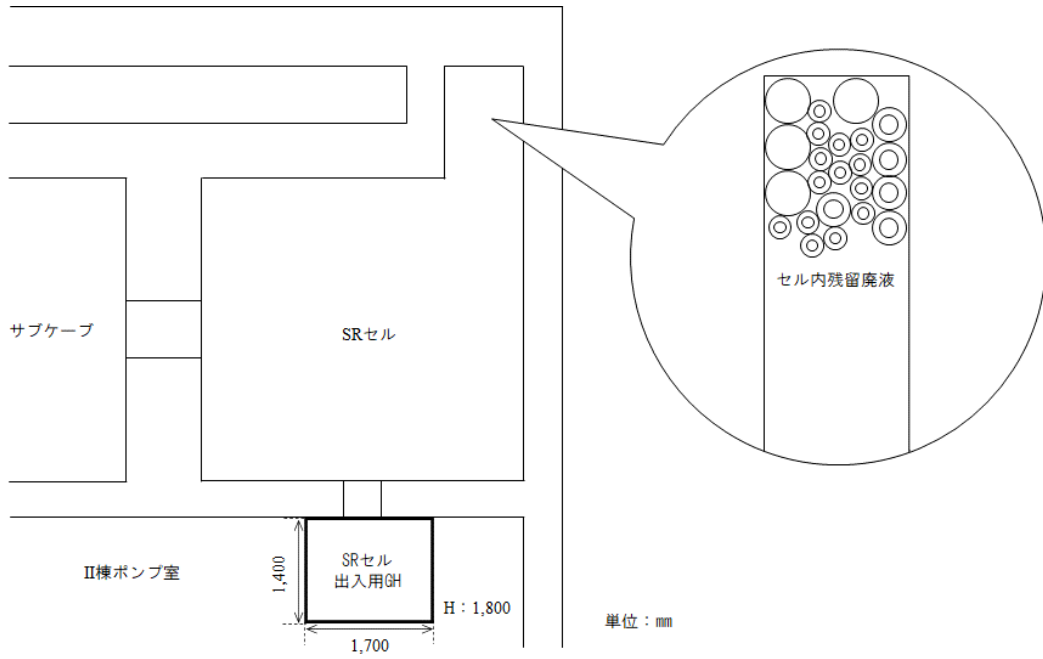 セル内残留廃液
サブケーブ
SRセル
Ⅱ棟ポンプ室
1,400
SRセル
出入用GH
H：1,800
1,700
単位：㎜